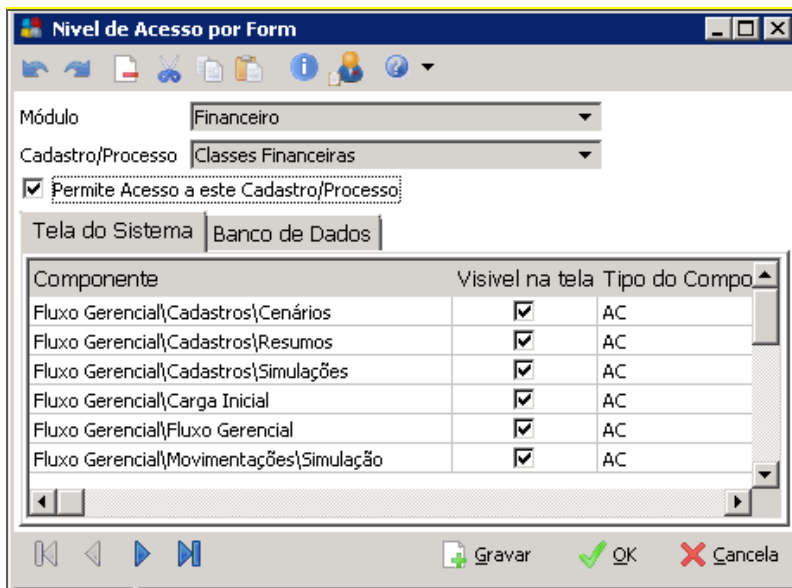 Nivel de Acesso por Form
Módulo Financeiro
Cadastro/Processo Classes Financeiras
Permite Acesso a este Cadastro/Processo
Tela do Sistema Banco de Dados
Componente Visivel na tela Tipo do Compo
Fluxo Gerencial\Cadastros\Cenários AC
Fluxo Gerencial\Cadastros\Resumos AC
Fluxo Gerencial\Cadastros\Simulações AC
Fluxo Gerencial\Carga Inicial AC
Fluxo Gerencial\Fluxo Gerencial AC
Fluxo Gerencial\Movimentações\Simulação AC
Gravar OK Cancela